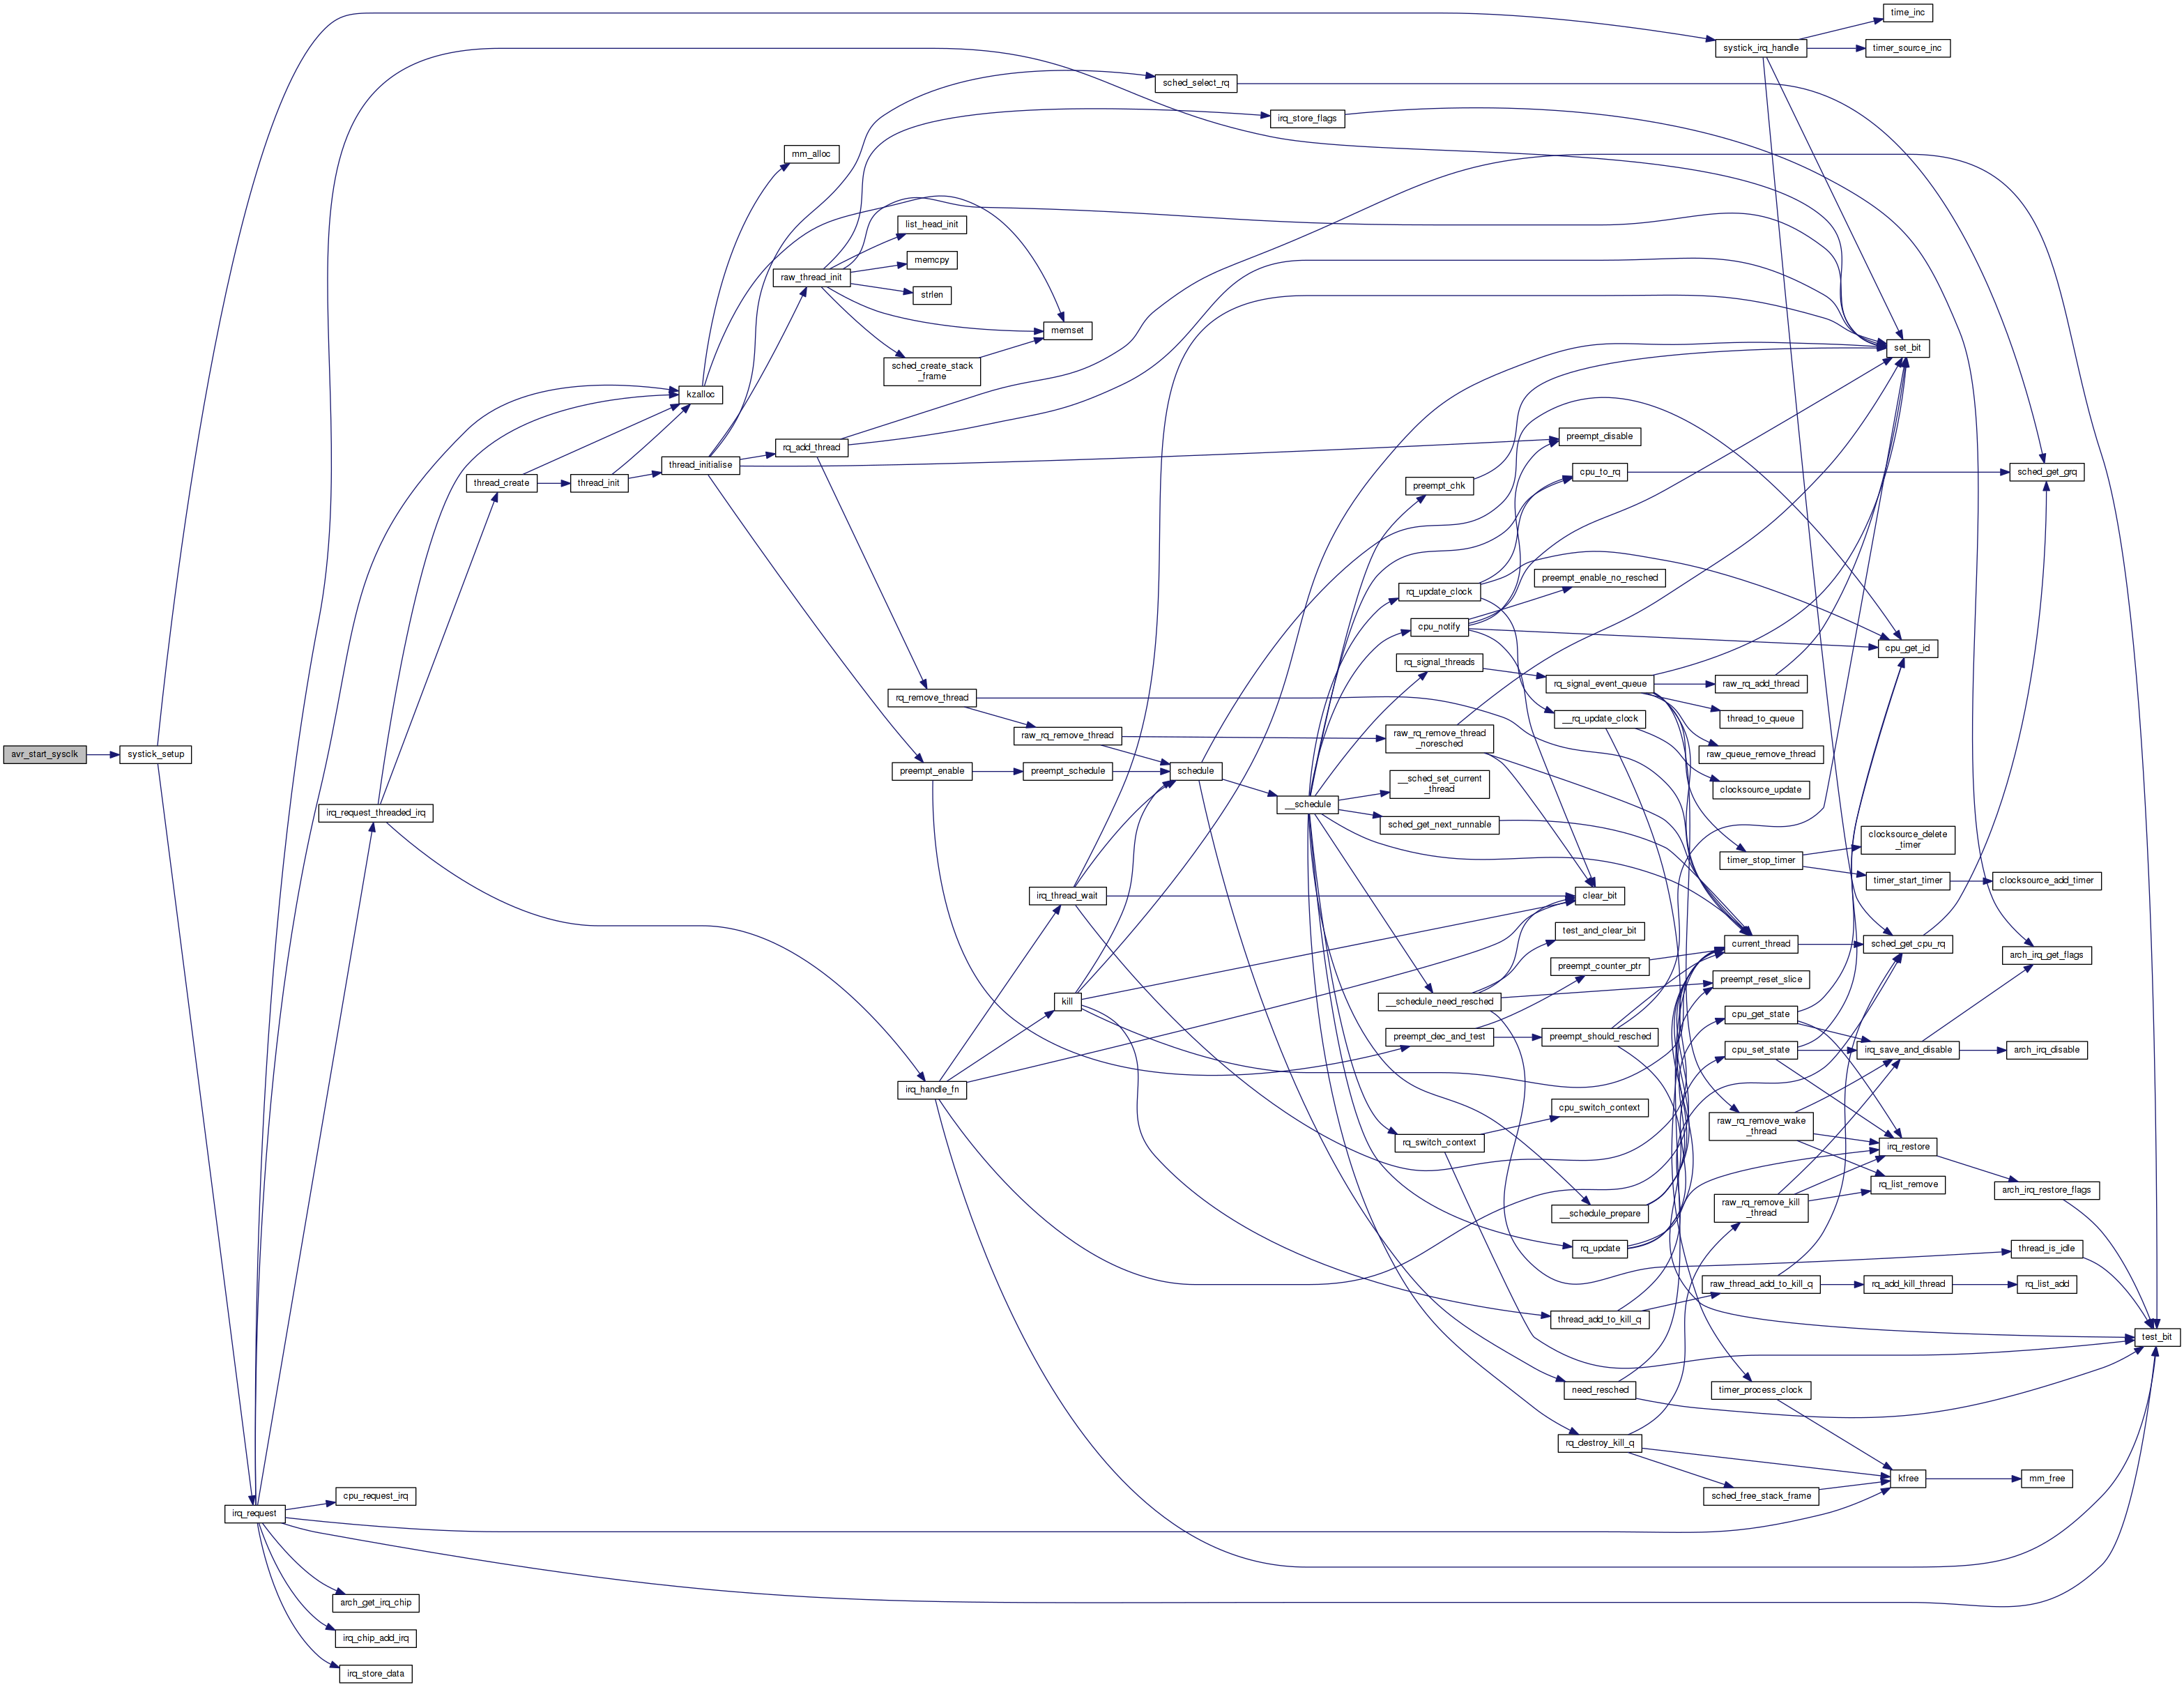 time_inc
systick_irq_handle
timer_source_inc
sched_select_rq
irq_store_flags
mm_alloc
list_head_init
memcpy
raw_thread_init
strlen
memset
set_bit
sched_create_stack
_frame
kzalloc
preempt_disable
rq_add_thread
thread_initialise
cpu_to_rq
sched_get_grq
thread_create
thread_init
preempt_chk
preempt_enable_no_resched
rq_update_clock
cpu_notify
cpu_get_id
rq_signal_threads
rq_signal_event_queue
raw_rq_add_thread
rq_remove_thread
__rq_update_clock
thread_to_queue
raw_rq_remove_thread
raw_rq_remove_thread
_noresched
avr_start_sysclk
systick_setup
raw_queue_remove_thread
preempt_enable
preempt_schedule
schedule
__sched_set_current
_thread
clocksource_update
__schedule
irq_request_threaded_irq
sched_get_next_runnable
clocksource_delete
_timer
timer_stop_timer
timer_start_timer
clocksource_add_timer
irq_thread_wait
clear_bit
test_and_clear_bit
current_thread
sched_get_cpu_rq
arch_irq_get_flags
preempt_counter_ptr
preempt_reset_slice
kill
__schedule_need_resched
cpu_get_state
preempt_dec_and_test
preempt_should_resched
cpu_set_state
irq_save_and_disable
arch_irq_disable
irq_handle_fn
cpu_switch_context
raw_rq_remove_wake
_thread
rq_switch_context
irq_restore
rq_list_remove
arch_irq_restore_flags
raw_rq_remove_kill
_thread
__schedule_prepare
rq_update
thread_is_idle
raw_thread_add_to_kill_q
rq_add_kill_thread
rq_list_add
thread_add_to_kill_q
test_bit
need_resched
timer_process_clock
rq_destroy_kill_q
kfree
mm_free
cpu_request_irq
sched_free_stack_frame
irq_request
arch_get_irq_chip
irq_chip_add_irq
irq_store_data